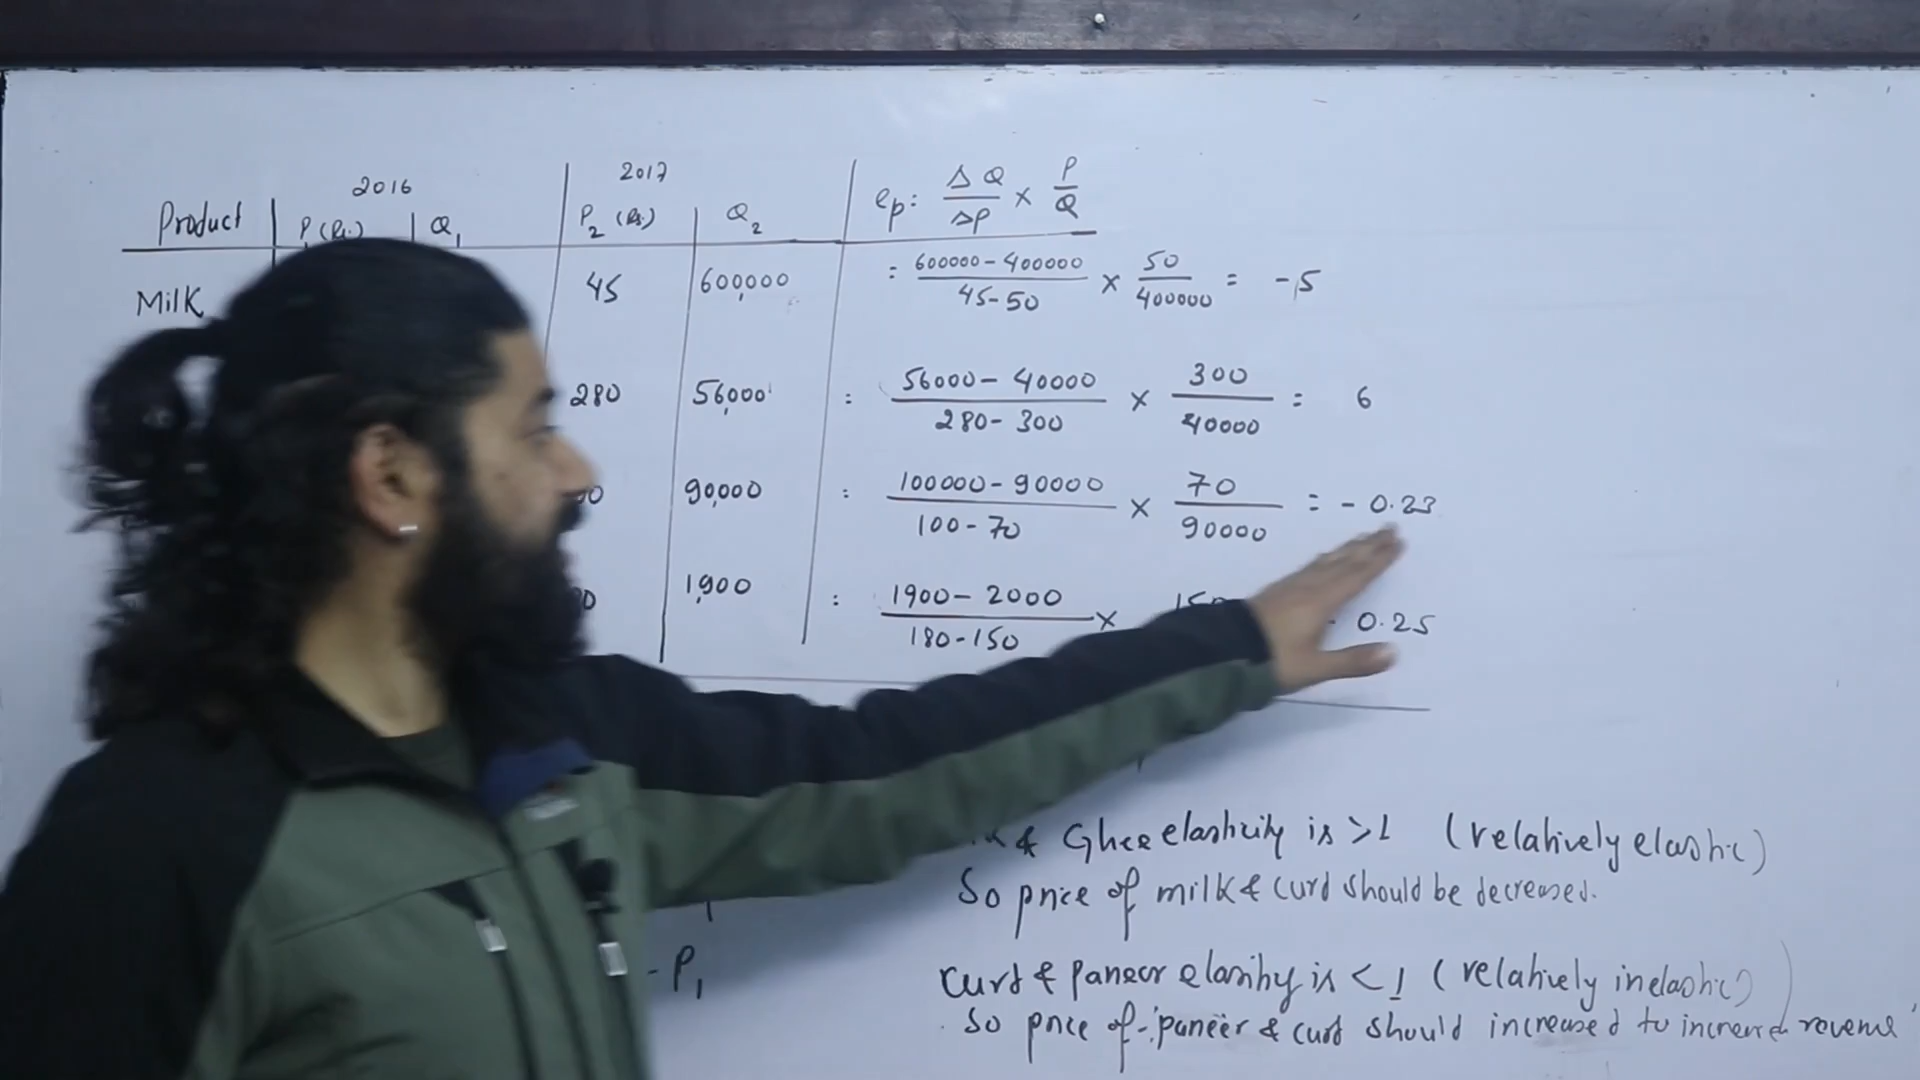 2016 2017
Product P1 (Rs.) Q1 P2 (Rs.) Q2 ep: ΔQ/ΔP × P/Q
Milk 45 600,000 = 600000-400000/45-50 × 50/400000 = -5
280 56,000 : 56000-40000/280-300 × 300/40000 = 6
90,000 : 100000-90000/100-70 × 70/90000 = -0.23
1,900 : 1900-2000/180-150 × 150 0.25
& Ghee elasticity is >1 (relatively elastic)
So price of milk & curd should be decreased.
-P1
curd & paneer elasticity is <1 (relatively inelastic)
So price of paneer & curd should increased to increased revenue